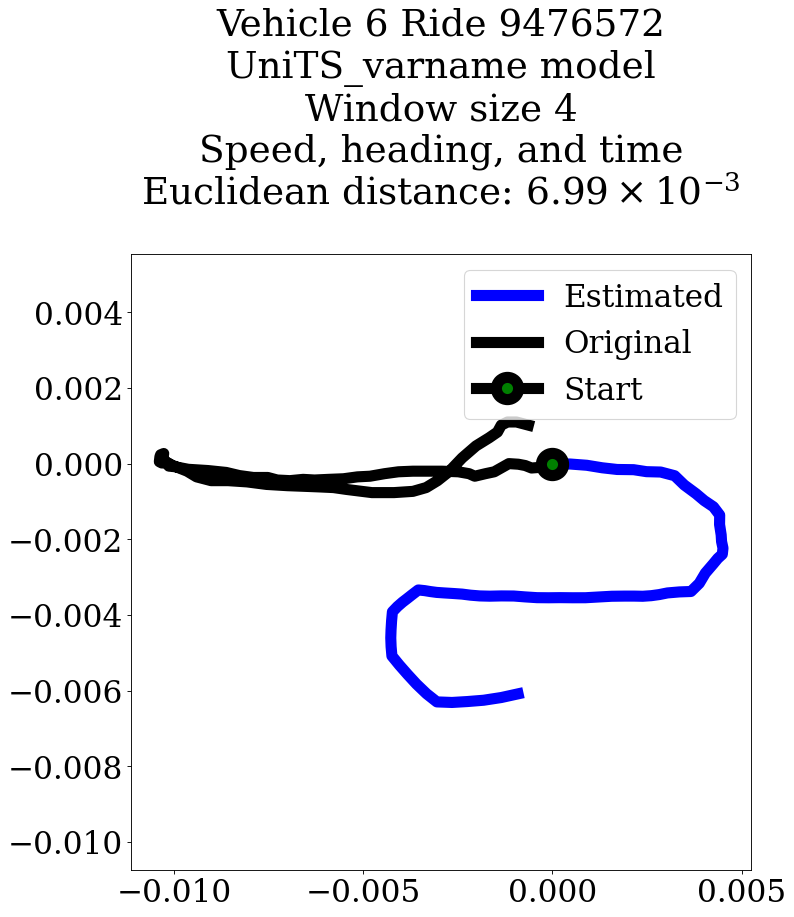 Vehicle 6 Ride 9476572
UniTS_varname model
Window size 4
Speed, heading, and time
Euclidean distance: 6.99 × 10⁻³
Estimated
Original
Start
0.004
0.002
0.000
−0.002
−0.004
−0.006
−0.008
−0.010
−0.010 −0.005 0.000 0.005